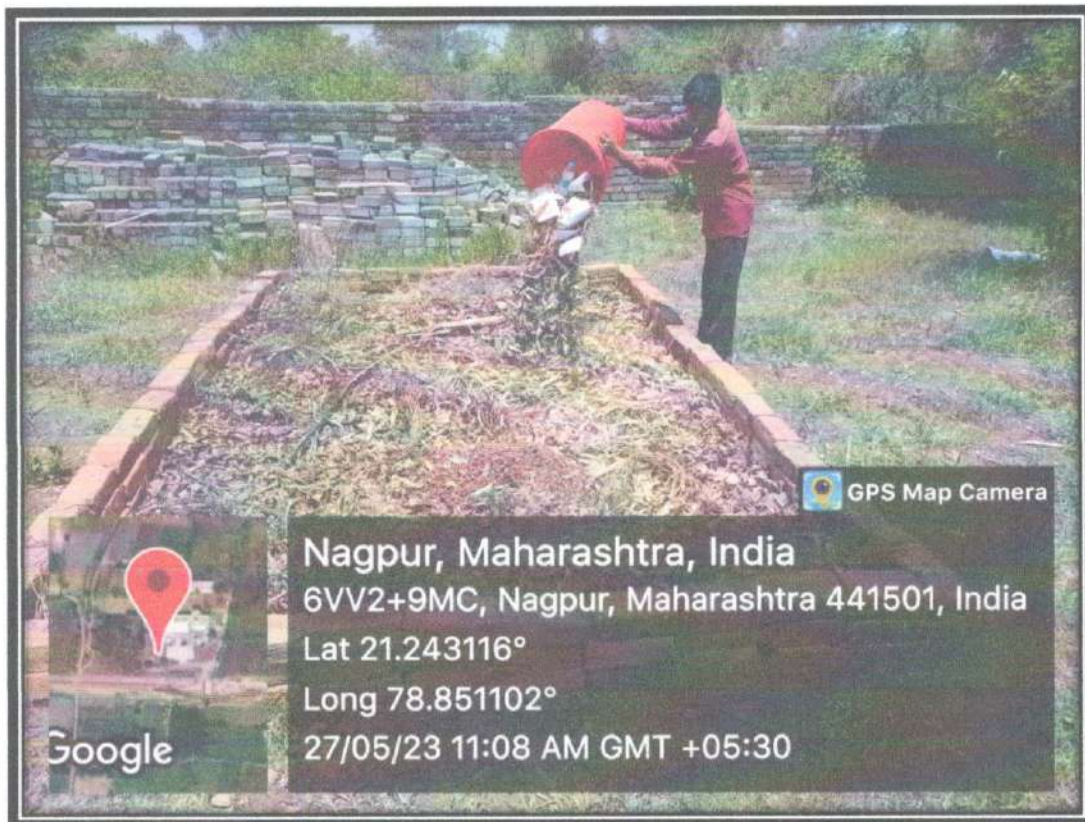 GPS Map Camera
Nagpur, Maharashtra, India
6VV2+9MC, Nagpur, Maharashtra 441501, India
Lat 21.243116°
Long 78.851102°
27/05/23 11:08 AM GMT +05:30
Google